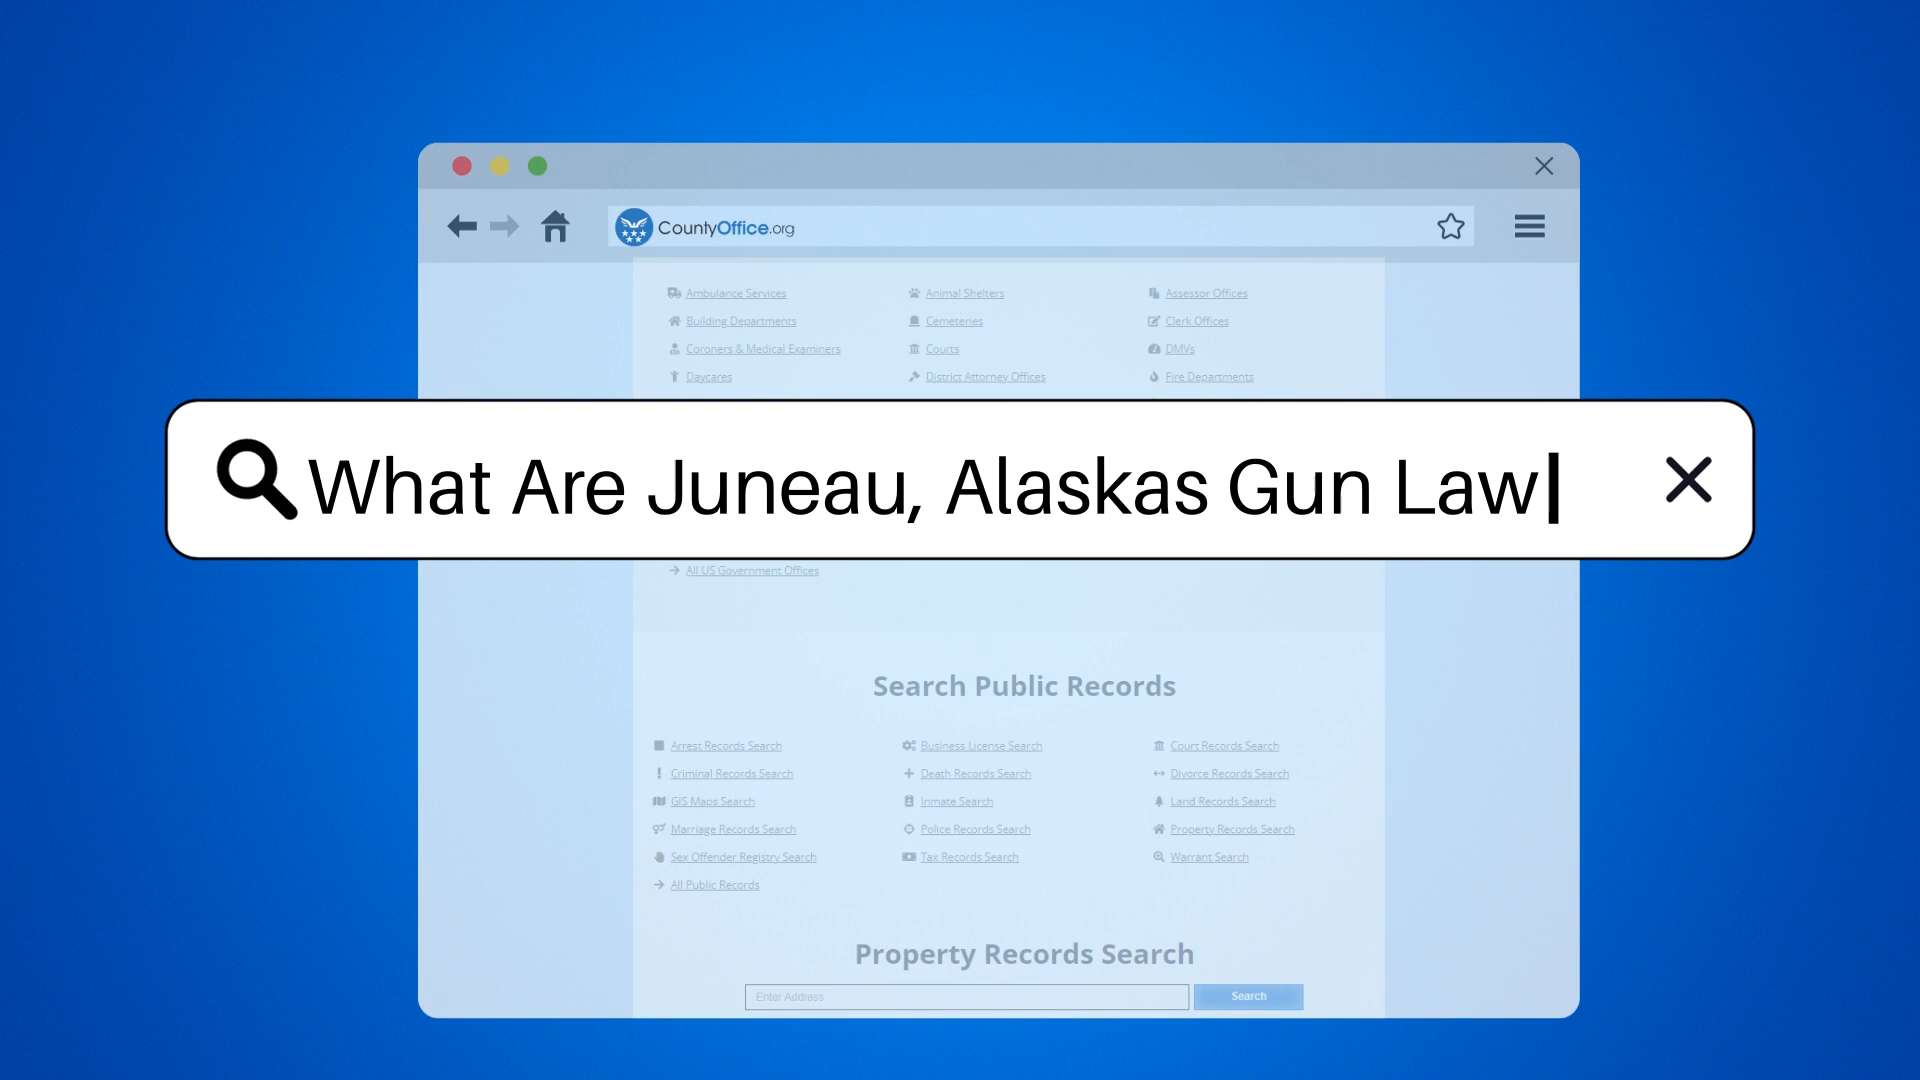 CountyOffice.org
Ambulance Services Animal Shelters Assessor Offices
Building Departments Cemeteries Clerk Offices
Coroners & Medical Examiners Courts DMVs
Daycares District Attorney Offices Fire Departments
What Are Juneau, Alaskas Gun Law
All US Government Offices
Search Public Records
Arrest Records Search Business License Search Court Records Search
Criminal Records Search Death Records Search Divorce Records Search
GIS Maps Search Inmate Search Land Records Search
Marriage Records Search Police Records Search Property Records Search
Sex Offender Registry Search Tax Records Search Warrant Search
All Public Records
Property Records Search
Enter Address Search